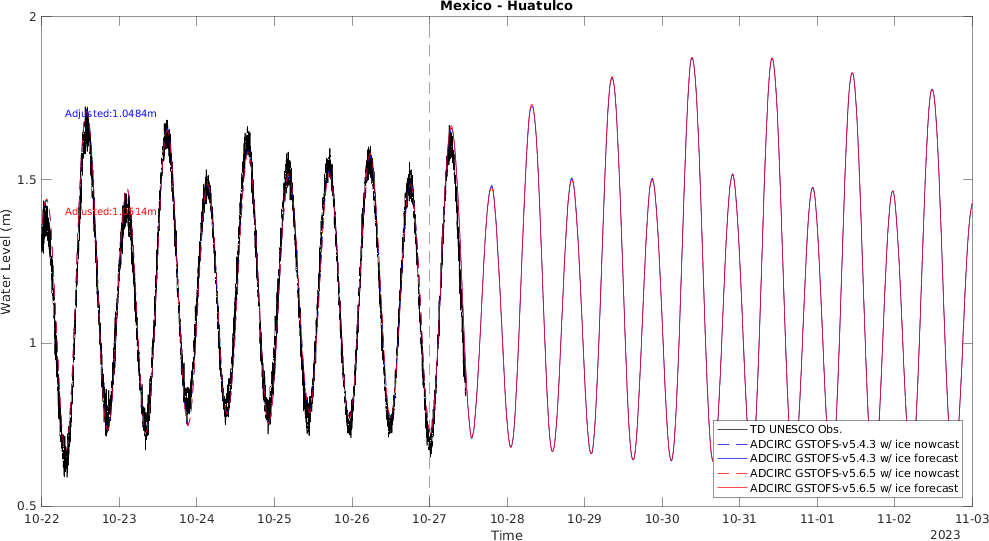 Mexico - Huatulco
2
Adjusted:1.0484m
1.5
Adjusted:1.0514m
Water Level (m)
1
TD UNESCO Obs.
ADCIRC GSTOFS-v5.4.3 w/ ice nowcast
ADCIRC GSTOFS-v5.4.3 w/ ice forecast
ADCIRC GSTOFS-v5.6.5 w/ ice nowcast
ADCIRC GSTOFS-v5.6.5 w/ ice forecast
0.5
10-22 10-23 10-24 10-25 10-26 10-27 10-28 10-29 10-30 10-31 11-01 11-02 11-03
Time
2023